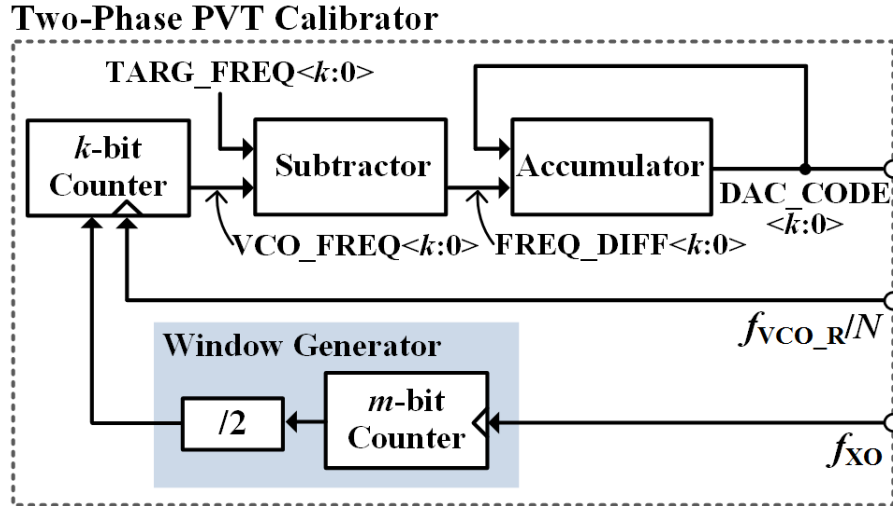 Two-Phase PVT Calibrator
TARG_FREQ<k:0>
k-bit
Counter
Subtractor
Accumulator
DAC_CODE
<k:0>
VCO_FREQ<k:0>
FREQ_DIFF<k:0>
fVCO_R/N
Window Generator
/2
m-bit
Counter
fXO